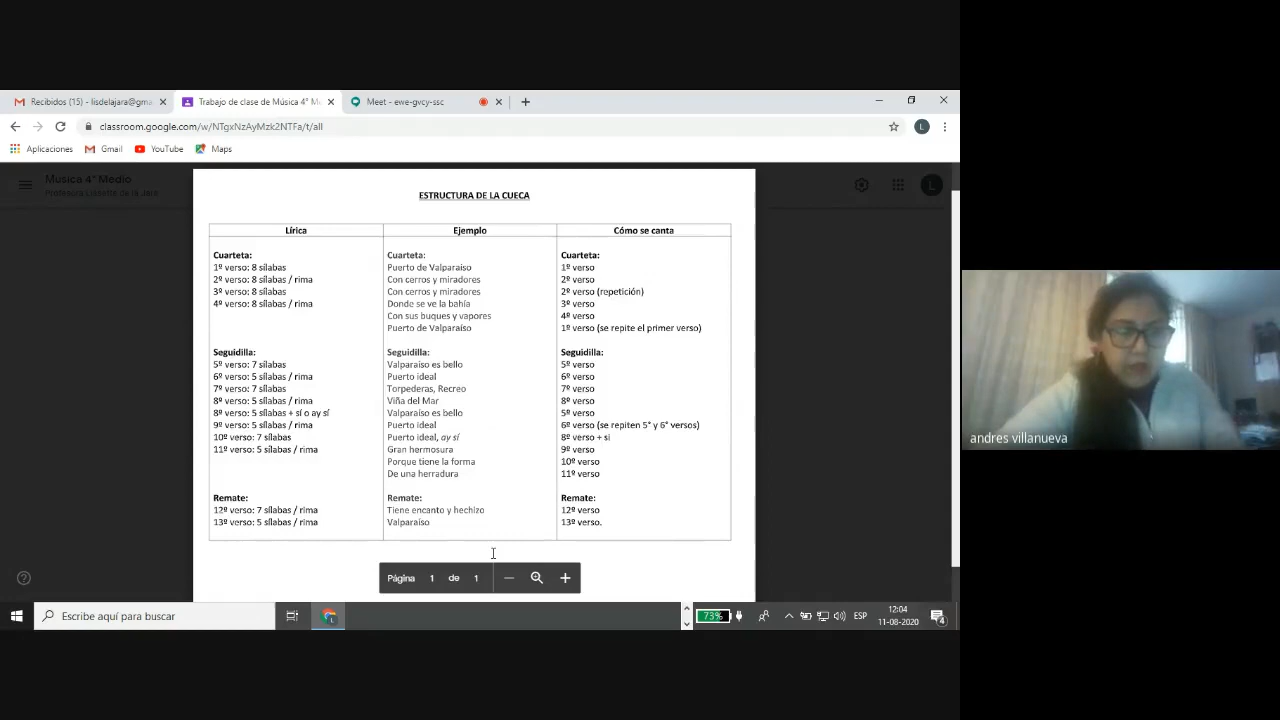 Recibidos (15) - lisdelajara@gma
Trabajo de clase de Música 4° M
Meet - ewe-gvcy-ssc
classroom.google.com/w/NTgxNzAyMzk2NTFa/t/all
L
Aplicaciones
Gmail
YouTube
Maps
Musica 4° Medio
Profesora Lissette de la Jara
L
ESTRUCTURA DE LA CUECA
Lírica
Ejemplo
Cómo se canta
Cuarteta:
1º verso: 8 sílabas
2º verso: 8 sílabas / rima
3º verso: 8 sílabas
4º verso: 8 sílabas / rima
Seguidilla:
5º verso: 7 sílabas
6º verso: 5 sílabas / rima
7º verso: 7 sílabas
8º verso: 5 sílabas / rima
8º verso: 5 sílabas + sí o ay sí
9º verso: 5 sílabas / rima
10º verso: 7 sílabas
11º verso: 5 sílabas / rima
Remate:
12º verso: 7 sílabas / rima
13º verso: 5 sílabas / rima
Cuarteta:
Puerto de Valparaíso
Con cerros y miradores
Con cerros y miradores
Donde se ve la bahía
Con sus buques y vapores
Puerto de Valparaíso
Seguidilla:
Valparaíso es bello
Puerto ideal
Torpederas, Recreo
Viña del Mar
Valparaíso es bello
Puerto ideal
Puerto ideal, ay sí
Gran hermosura
Porque tiene la forma
De una herradura
Remate:
Tiene encanto y hechizo
Valparaíso
Cuarteta:
1º verso
2º verso
2º verso (repetición)
3º verso
4º verso
1º verso (se repite el primer verso)
Seguidilla:
5º verso
6º verso
7º verso
8º verso
5º verso
6º verso (se repiten 5° y 6° versos)
8º verso + si
9º verso
10º verso
11º verso
Remate:
12º verso
13º verso.
Página 1 de 1
andres villanueva
Escribe aquí para buscar
73%
ESP
12:04
11-08-2020
4